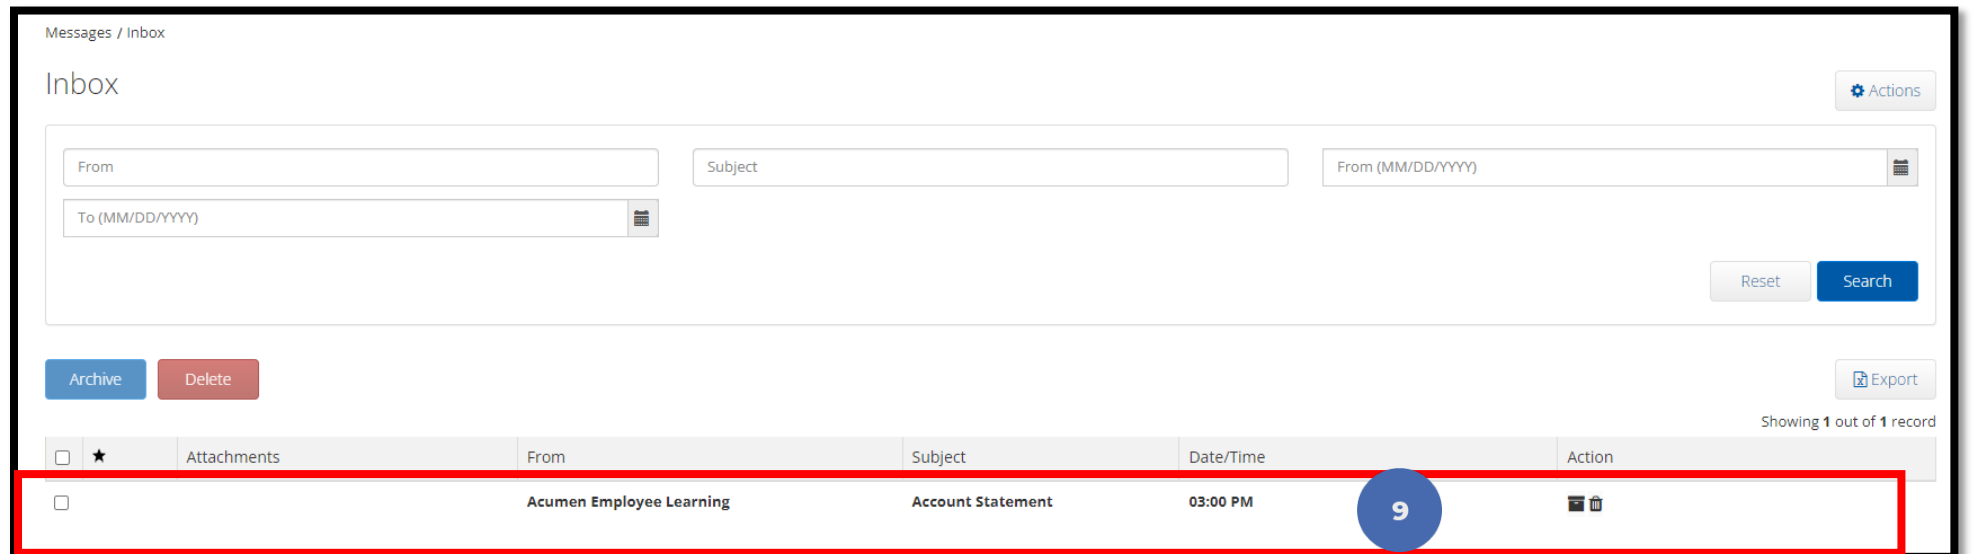 Messages / Inbox
Inbox
Actions
From
Subject
From (MM/DD/YYYY)
To (MM/DD/YYYY)
Reset
Search
Archive
Delete
Export
Showing 1 out of 1 record
★ Attachments From Subject Date/Time Action
Acumen Employee Learning Account Statement 03:00 PM 9